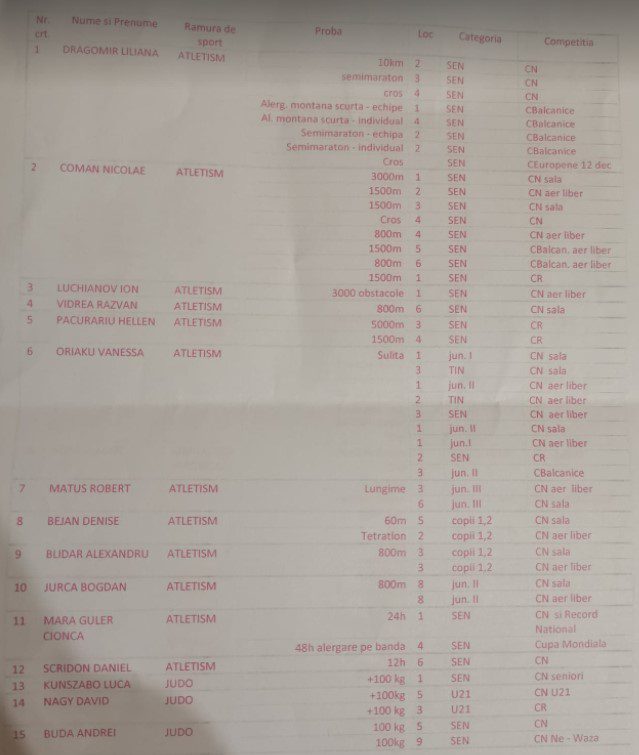 Nr. crt. Nume si Prenume Ramura de sport Proba Loc Categoria Competitia
1 DRAGOMIR LILIANA ATLETISM 10km 2 SEN CN
semimaraton 3 SEN CN
cros 4 SEN CN
Alerg. montana scurta - echipe 1 SEN CBalcanice
Al. montana scurta - individual 4 SEN CBalcanice
Semimaraton - echipa 2 SEN CBalcanice
Semimaraton - individual 2 SEN CBalcanice
Cros SEN CEuropene 12 dec
2 COMAN NICOLAE ATLETISM 3000m 1 SEN CN sala
1500m 2 SEN CN aer liber
1500m 3 SEN CN sala
Cros 4 SEN CN
800m 4 SEN CN aer liber
1500m 5 SEN CBalcan. aer liber
800m 6 SEN CBalcan. aer liber
1500m 1 SEN CR
3 LUCHIANOV ION ATLETISM 3000 obstacole 1 SEN CN aer liber
4 VIDREA RAZVAN ATLETISM 800m 6 SEN CN sala
5 PACURARIU HELLEN ATLETISM 5000m 3 SEN CR
1500m 4 SEN CR
6 ORIAKU VANESSA ATLETISM Sulita 1 jun. I CN sala
3 TIN CN sala
1 jun. II CN aer liber
2 TIN CN aer liber
3 SEN CN aer liber
1 jun. II CN sala
1 jun.I CN aer liber
2 SEN CR
3 jun. II CBalcanice
7 MATUS ROBERT ATLETISM Lungime 3 jun. III CN aer liber
6 jun. III CN sala
8 BEJAN DENISE ATLETISM 60m 5 copii 1,2 CN sala
Tetratlon 2 copii 1,2 CN aer liber
9 BLIDAR ALEXANDRU ATLETISM 800m 3 copii 1,2 CN sala
3 copii 1,2 CN aer liber
10 JURCA BOGDAN ATLETISM 800m 8 jun. II CN sala
8 jun. II CN aer liber
11 MARA GULER CIONCA ATLETISM 24h 1 SEN CN si Record National
48h alergare pe banda 4 SEN Cupa Mondiala
12 SCRIDON DANIEL ATLETISM 12h 6 SEN CN
13 KUNSZABO LUCA JUDO +100 kg 1 SEN CN seniori
14 NAGY DAVID JUDO +100kg 5 U21 CN U21
+100 kg 3 U21 CR
15 BUDA ANDREI JUDO 100 kg 5 SEN CN
100kg 9 SEN CN Ne - Waza